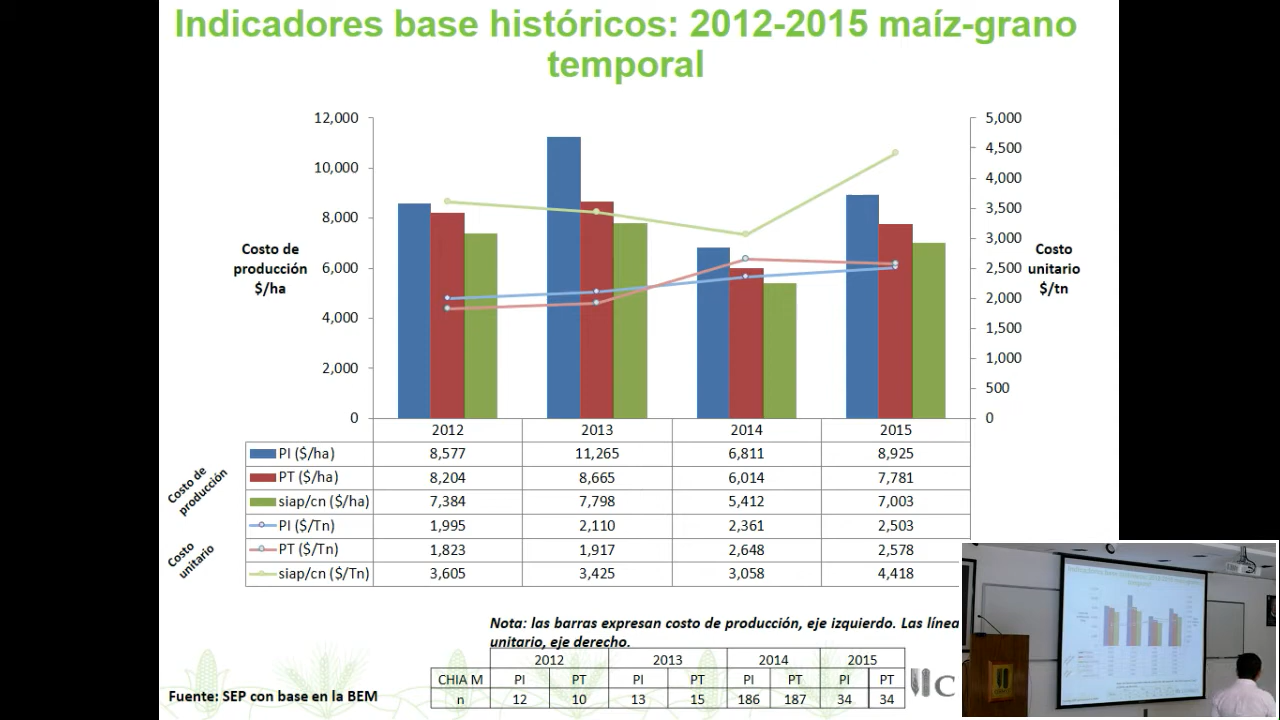 Indicadores base históricos: 2012-2015 maíz-grano
temporal
12,000
10,000
8,000
6,000
4,000
2,000
0
Costo de
producción
$/ha
5,000
4,500
4,000
3,500
3,000
2,500
2,000
1,500
1,000
500
0
Costo
unitario
$/tn
2012 2013 2014 2015
Costo de
producción
PI ($/ha) 8,577 11,265 6,811 8,925
PT ($/ha) 8,204 8,665 6,014 7,781
siap/cn ($/ha) 7,384 7,798 5,412 7,003
Costo
unitario
PI ($/Tn) 1,995 2,110 2,361 2,503
PT ($/Tn) 1,823 1,917 2,648 2,578
siap/cn ($/Tn) 3,605 3,425 3,058 4,418
Nota: las barras expresan costo de producción, eje izquierdo. Las línea
unitario, eje derecho.
2012 2013 2014 2015
CHIA M PI PT PI PT PI PT PI PT
n 12 10 13 15 186 187 34 34
Fuente: SEP con base en la BEM
C